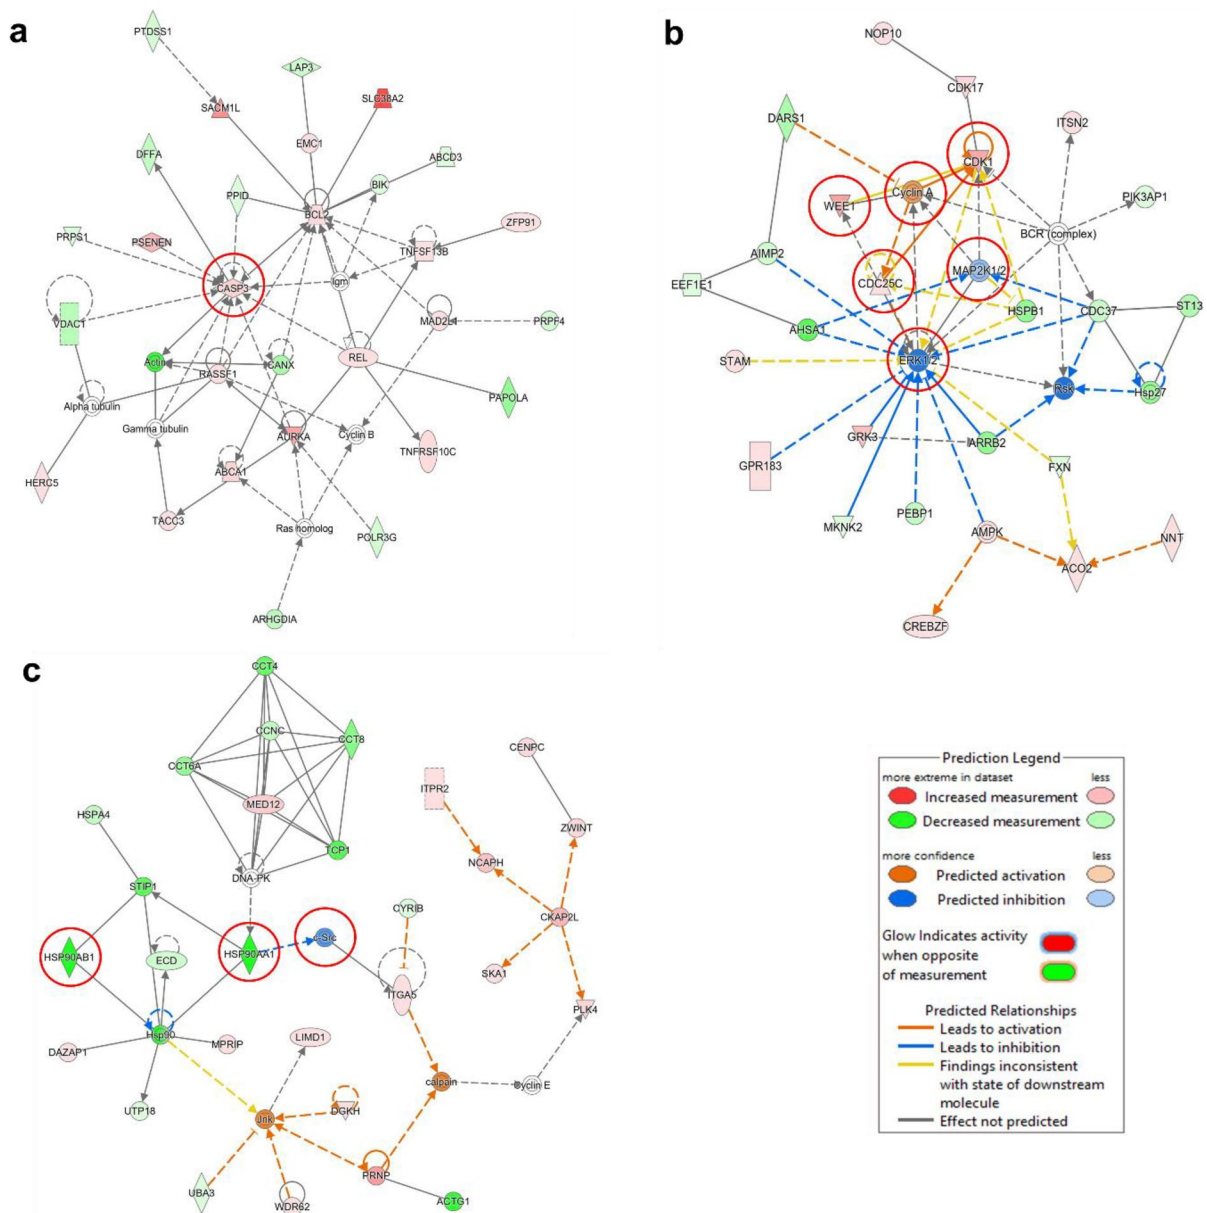 a
PTDSS1
LAP3
SACM1L
SLC38A2
DFFA
EMC1
ABCD3
PPID
BIK
BCL2
ZFP91
PRPS1
PSENEN
TNFSF13B
CASP3
Igm
VDAC1
MAD2L
PRPF4
Actin
RASSF1
CANX
REL
PAPOLA
Alpha tubulin
Gamma tubulin
AURKA
Cyclin B
TNFRSF10C
HERC5
ABCA1
TACC3
Ras homolog
POLR3G
ARHGDIA
b
NOP10
CDK17
DARS1
ITSN2
CDK1
Cyclin A
WEE1
PIK3AP1
BCR (complex)
AIMP2
MAP2K1/2
CDC25C
EEF1E1
HSPB1
CDC37
ST13
AHSA1
STAM
ERK1/2
Rsk
Hsp27
GRK3
ARRB2
GPR183
FXN
MKNK2
PEBP1
AMPK
NNT
ACO2
CREBZF
c
CCT4
CCNC
CCT8
CCT6A
MED12
HSPA4
TCP1
DNA-PK
STIP1
CENPC
ITPR2
ZWINT
NCAPH
CYRIB
CKAP2L
HSP90AB1
ECD
HSP90AA1
c-Src
ITGA5
SKA1
PLK4
Hsp90
DAZAP1
MPRIP
LIMD1
calpain
Cyclin E
UTP18
Jnk
DGKH
PRNP
UBA3
WDR62
ACTG1
Prediction Legend
more extreme in dataset less
Increased measurement
Decreased measurement
more confidence less
Predicted activation
Predicted inhibition
Glow Indicates activity
when opposite
of measurement
Predicted Relationships
Leads to activation
Leads to inhibition
Findings inconsistent
with state of downstream
molecule
Effect not predicted